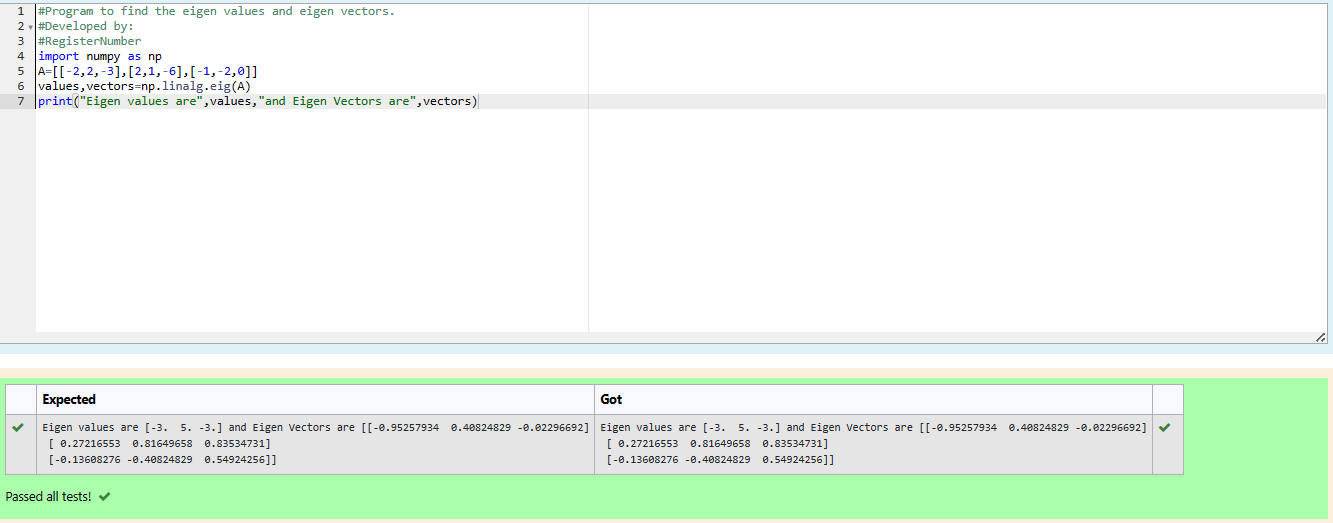 1 #Program to find the eigen values and eigen vectors.
2 #Developed by:
3 #RegisterNumber
4 import numpy as np
5 A=[[-2,2,-3],[2,1,-6],[-1,-2,0]]
6 values,vectors=np.linalg.eig(A)
7 print("Eigen values are",values,"and Eigen Vectors are",vectors)
Expected Got
Eigen values are [-3.  5. -3.] and Eigen Vectors are [[-0.95257934  0.40824829 -0.02296692] Eigen values are [-3.  5. -3.] and Eigen Vectors are [[-0.95257934  0.40824829 -0.02296692]
[ 0.27216553  0.81649658  0.83534731] [ 0.27216553  0.81649658  0.83534731]
[-0.13608276 -0.40824829  0.54924256]] [-0.13608276 -0.40824829  0.54924256]]
Passed all tests!